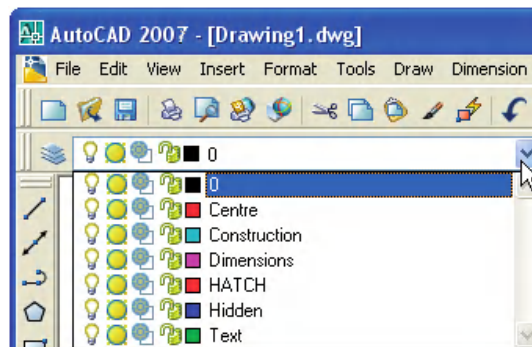 AutoCAD 2007 - [Drawing1.dwg]
File Edit View Insert Format Tools Draw Dimension
0
0
Centre
Construction
Dimensions
HATCH
Hidden
Text